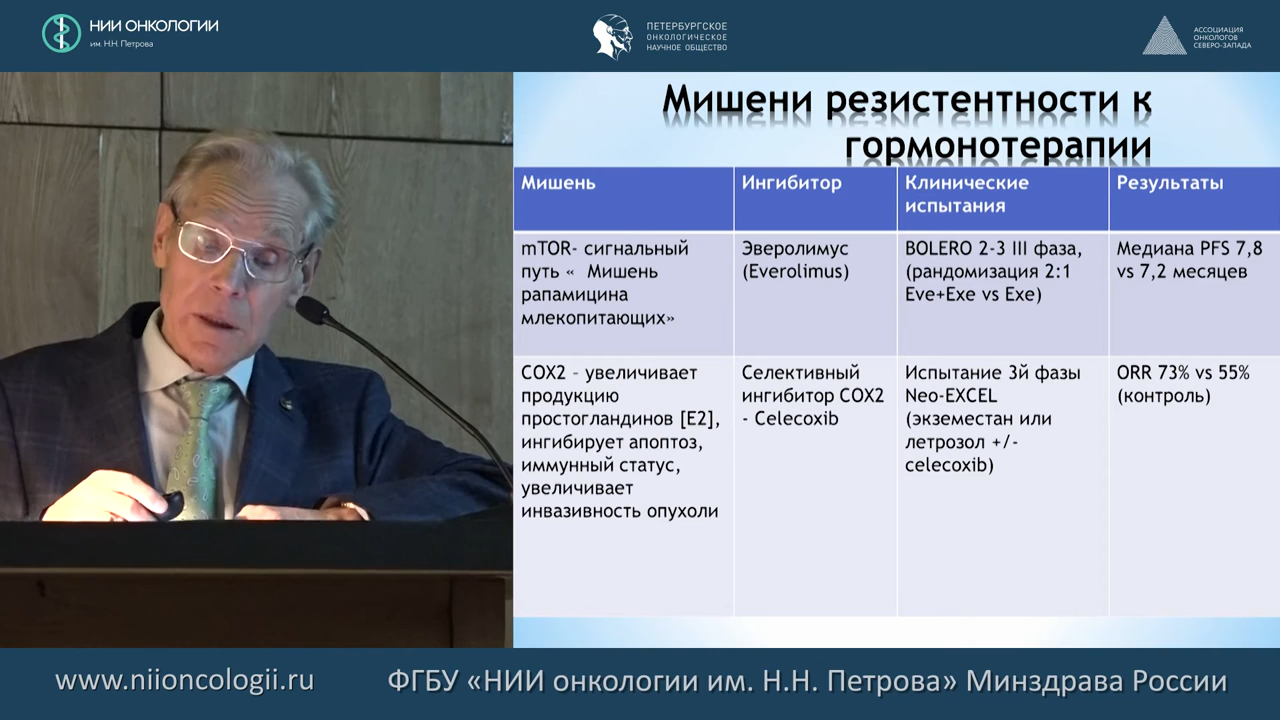 НИИ ОНКОЛОГИИ
им. Н.Н. Петрова
ПЕТЕРБУРГСКОЕ
ОНКОЛОГИЧЕСКОЕ
НАУЧНОЕ ОБЩЕСТВО
АССОЦИАЦИЯ
ОНКОЛОГОВ
СЕВЕРО-ЗАПАДА
Мишени резистентности к
гормонотерапии
Мишень
Ингибитор
Клинические
испытания
Результаты
mTOR- сигнальный
путь « Мишень
рапамицина
млекопитающих»
Эверолимус
(Everolimus)
BOLERO 2-3 III фаза,
(рандомизация 2:1
Eve+Exe vs Exe)
Медиана PFS 7,8
vs 7,2 месяцев
COX2 – увеличивает
продукцию
простогландинов [E2],
ингибирует апоптоз,
иммунный статус,
увеличивает
инвазивность опухоли
Селективный
ингибитор COX2
- Celecoxib
Испытание 3й фазы
Neo-EXCEL
(экземестан или
летрозол +/-
celecoxib)
ORR 73% vs 55%
(контроль)
www.niioncologii.ru
ФГБУ «НИИ онкологии им. Н.Н. Петрова» Минздрава России